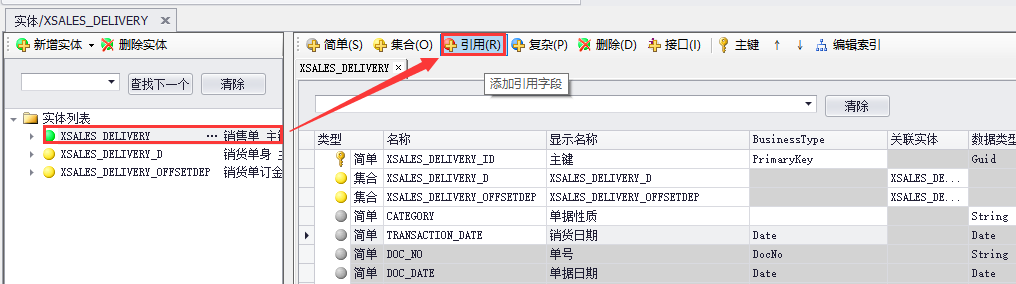 实体/XSALES_DELIVERY ×
新增实体 删除实体
查找下一个 清除
实体列表
XSALES_DELIVERY ... 销售单 主
XSALES_DELIVERY_D 销货单身 主
XSALES_DELIVERY_OFFSETDEP 销货单订金
简单(S) 集合(O) 引用(R) 复杂(P) 删除(D) 接口(I) 主键 ↑ ↓ 编辑索引
XSALES_DELIVERY ×
添加引用字段
清除
类型 名称 显示名称 BusinessType 关联实体 数据类型
简单 XSALES_DELIVERY_ID 主键 PrimaryKey Guid
集合 XSALES_DELIVERY_D XSALES_DELIVERY_D XSALES_DE...
集合 XSALES_DELIVERY_OFFSETDEP XSALES_DELIVERY_OFFSETDEP XSALES_DE...
简单 CATEGORY 单据性质 String
简单 TRANSACTION_DATE 销货日期 Date Date
简单 DOC_NO 单号 DocNo String
简单 DOC_DATE 单据日期 Date Date